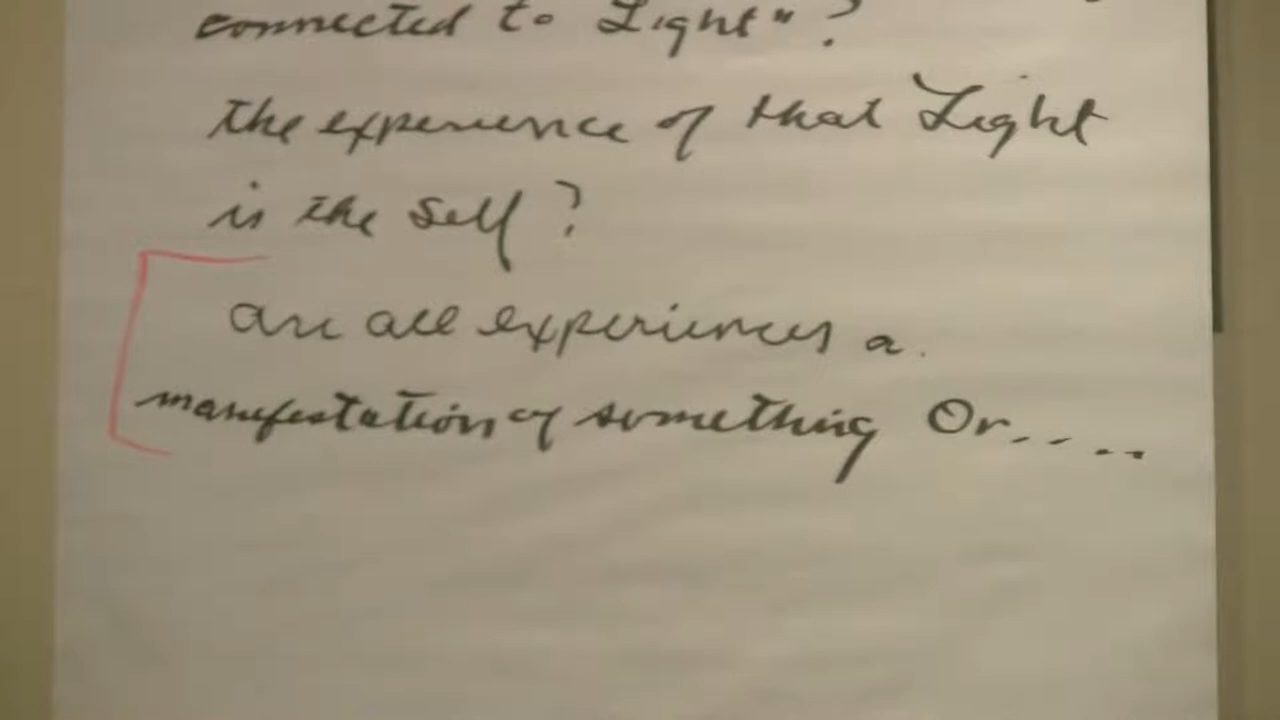 connected to Light" ?
the experience of that Light
is the Self ?
are all experiences a
manifestation of something Or.....